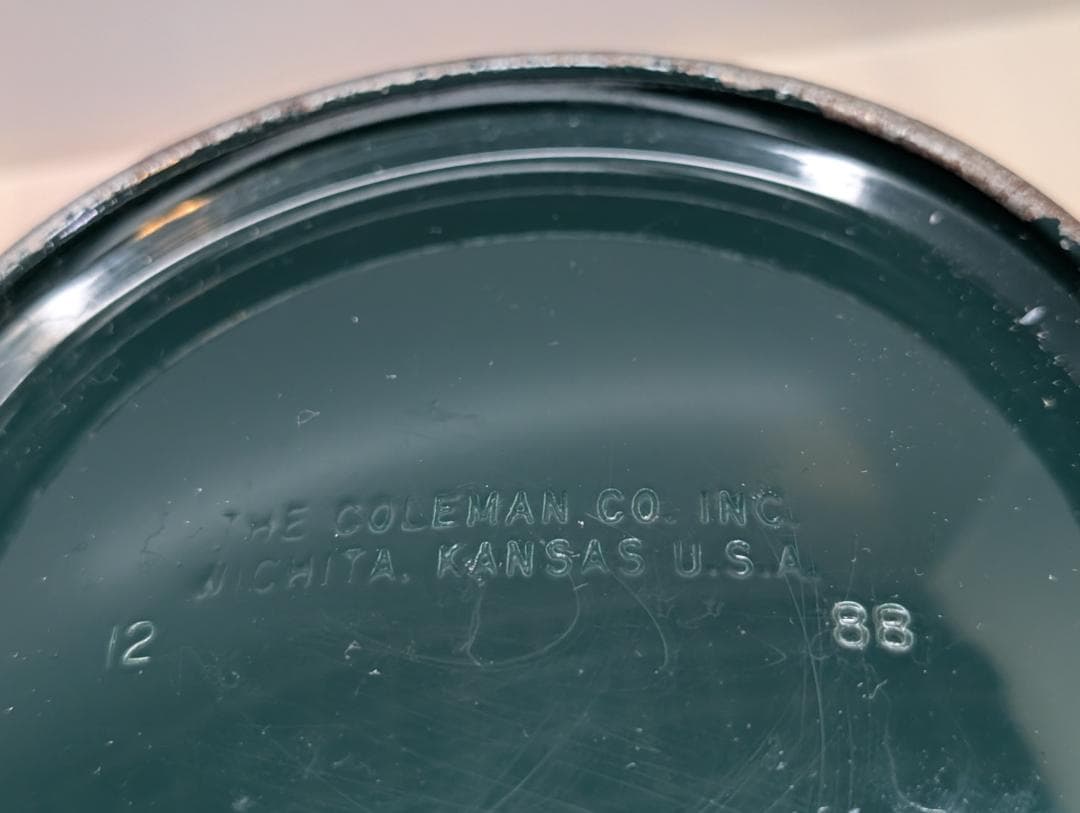 THE COLEMAN CO. INC.
WICHITA, KANSAS U.S.A.
12 88